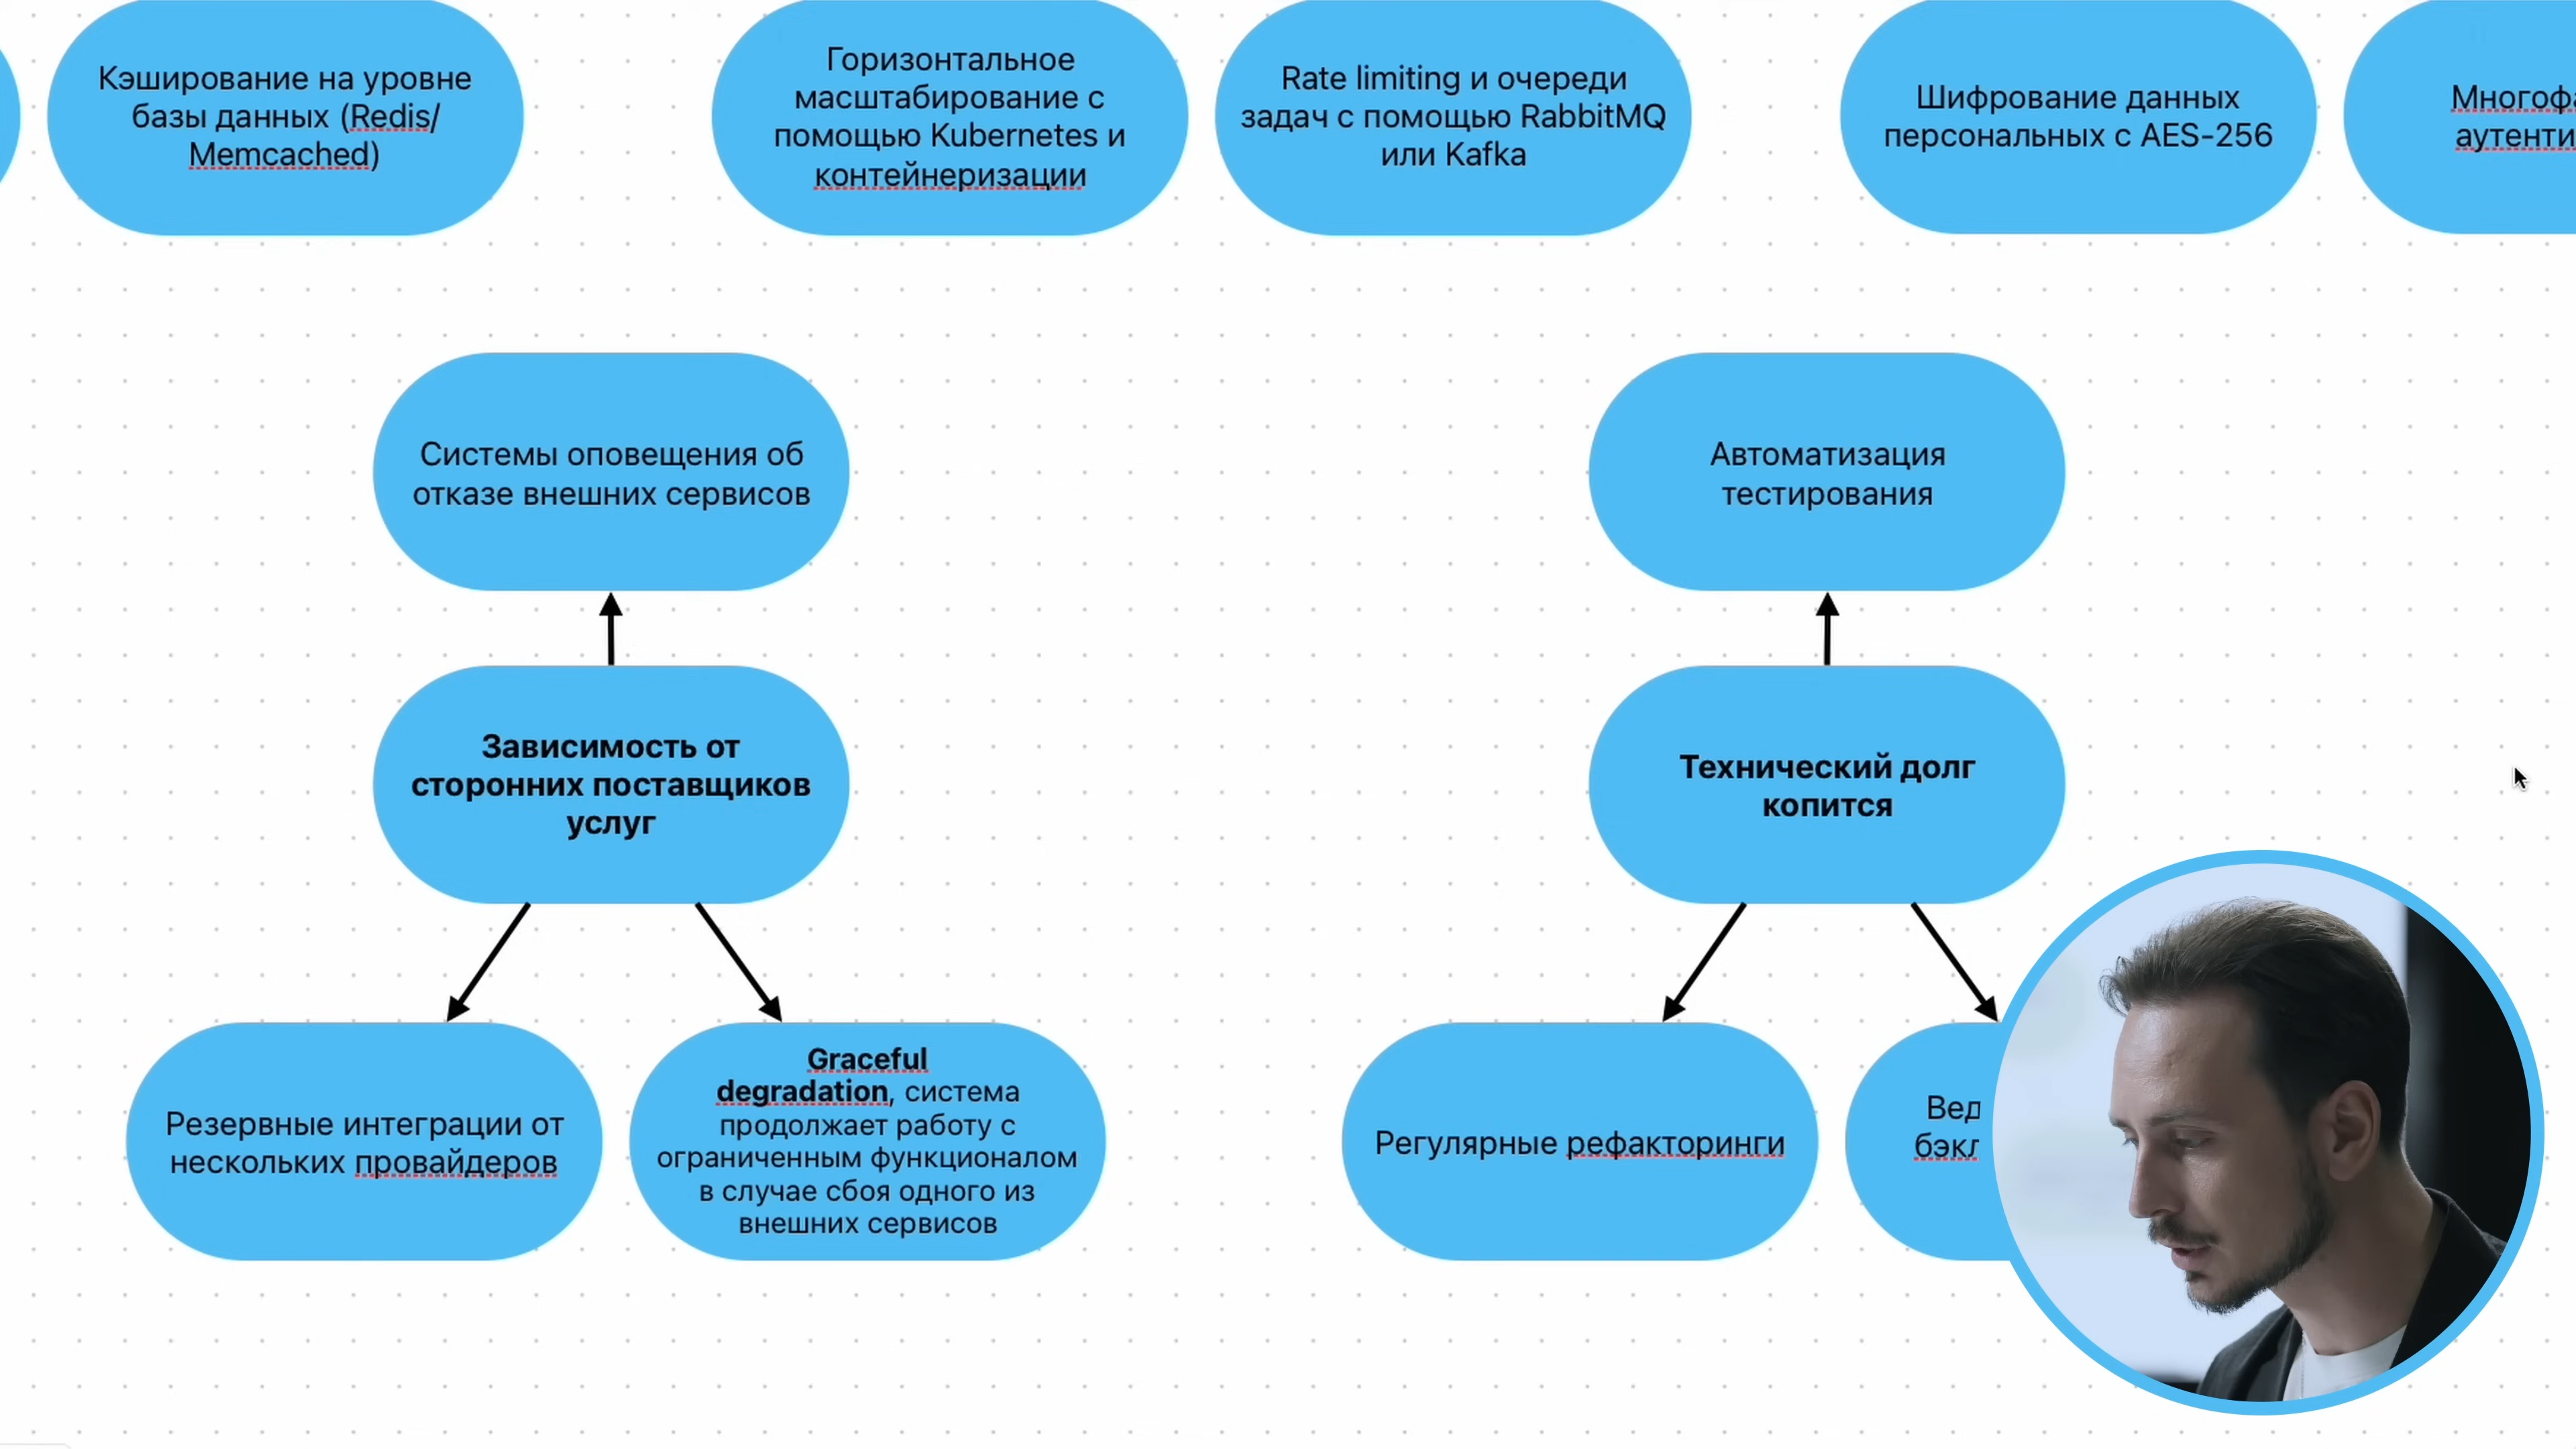 Кэширование на уровне
базы данных (Redis/
Memcached)
Горизонтальное
масштабирование с
помощью Kubernetes и
контейнеризации
Rate limiting и очереди
задач с помощью RabbitMQ
или Kafka
Шифрование данных
персональных с AES-256
Системы оповещения об
отказе внешних сервисов
Автоматизация
тестирования
Зависимость от
сторонних поставщиков
услуг
Технический долг
копится
Резервные интеграции от
нескольких провайдеров
Graceful
degradation, система
продолжает работу с
ограниченным функционалом
в случае сбоя одного из
внешних сервисов
Регулярные рефакторинги